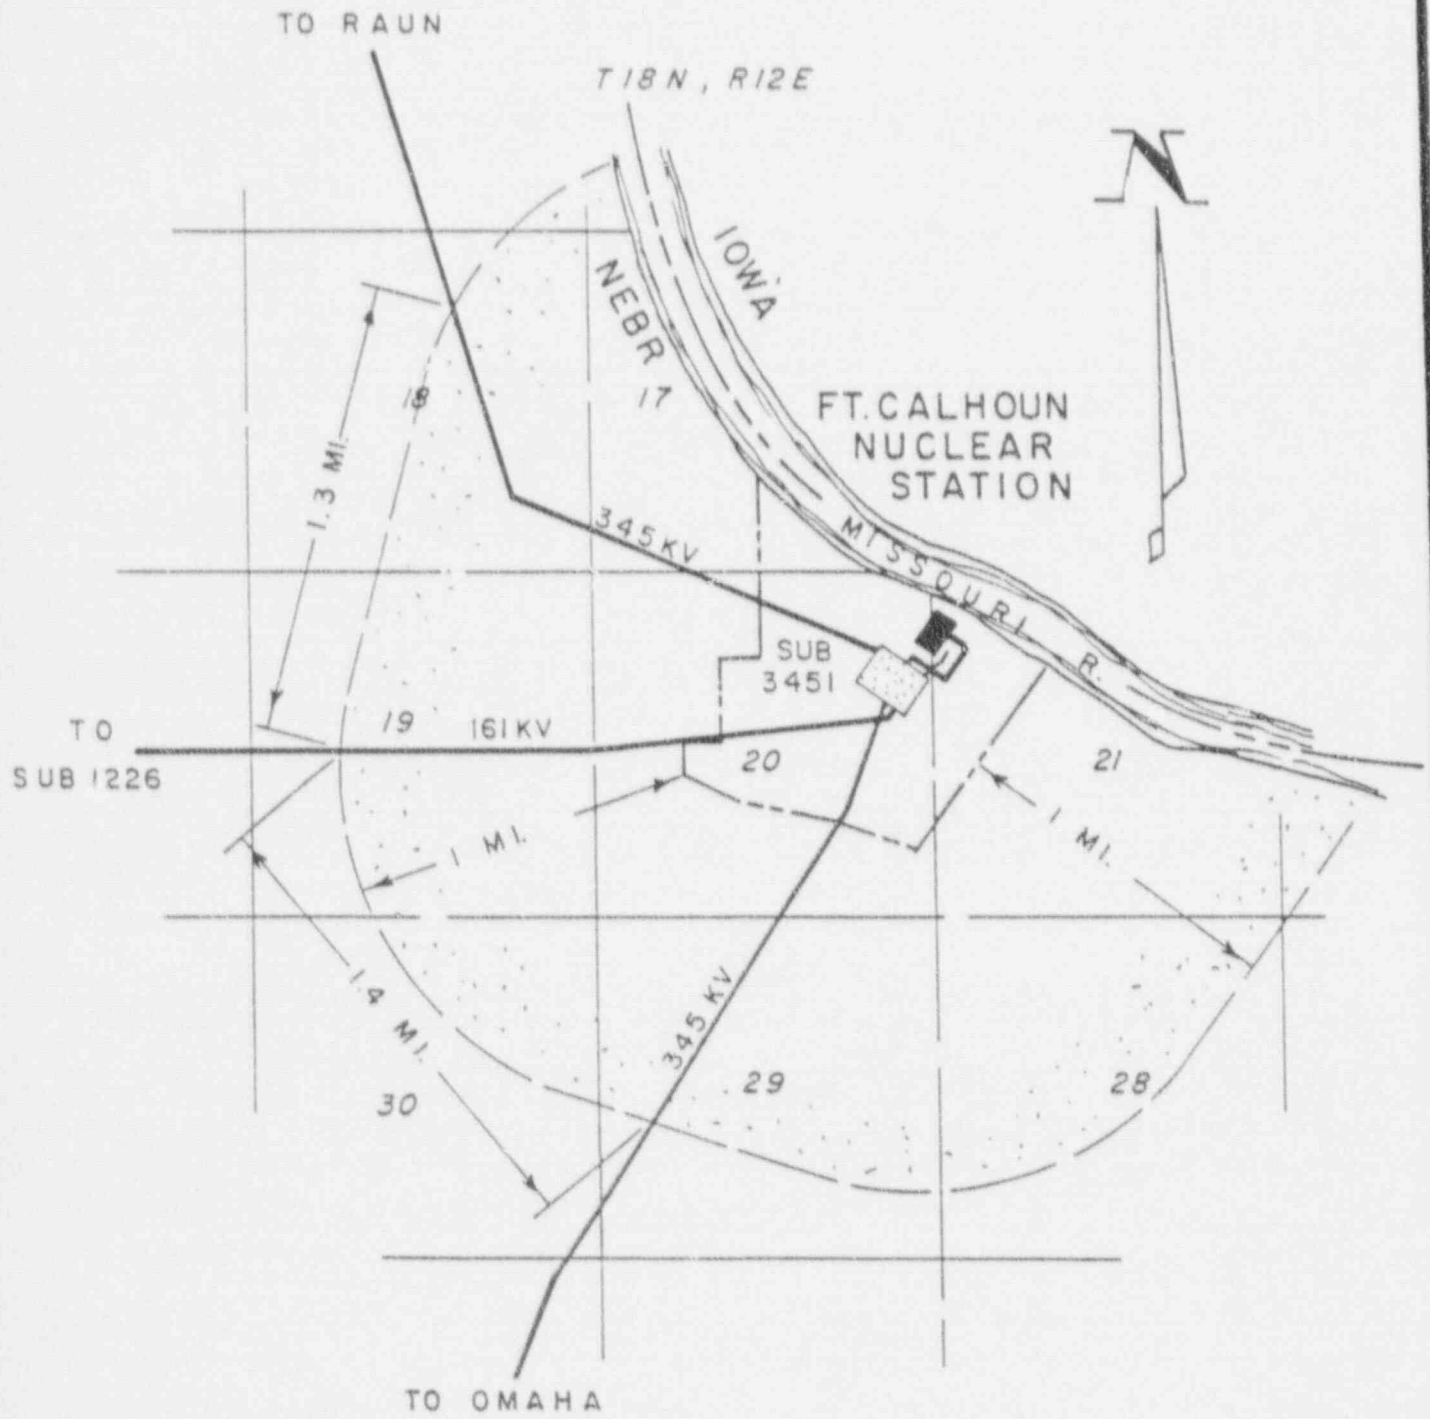 TO RAUN
T18N, R12E
N
IOWA
NEBR
18
17
FT. CALHOUN
NUCLEAR
STATION
1.3 MI.
345 KV
MISSOURI R.
SUB
3451
TO
SUB 1226
19
161 KV
20
21
1 MI.
1 MI.
1.4 MI.
345 KV
30
29
28
TO OMAHA